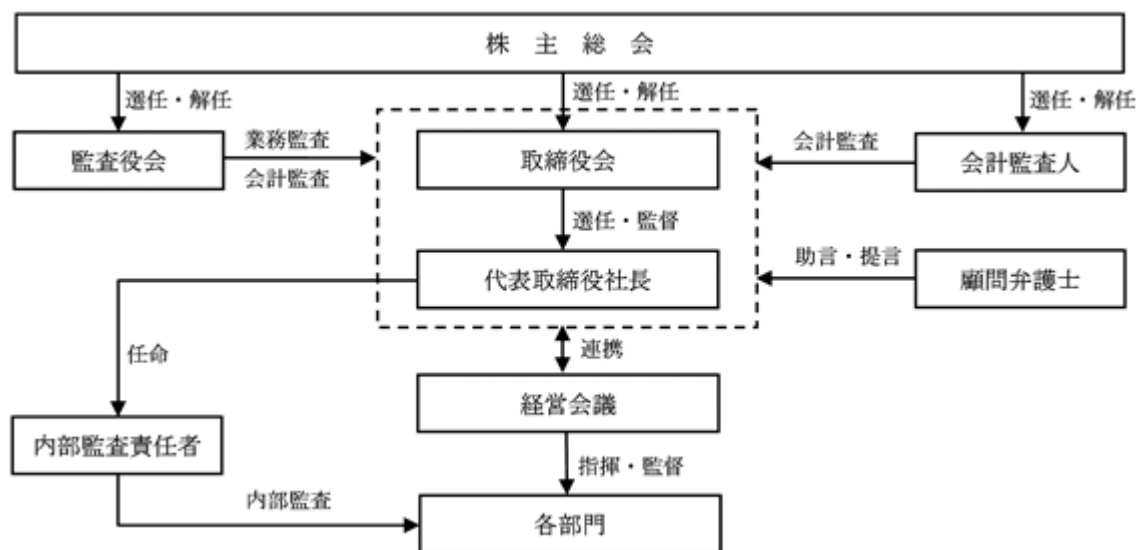 株 主 総 会
選任・解任
選任・解任
選任・解任
監査役会
業務監査
会計監査
取締役会
会計監査
会計監査人
選任・監督
代表取締役社長
助言・提言
顧問弁護士
任命
連携
経営会議
内部監査責任者
指揮・監督
内部監査
各部門